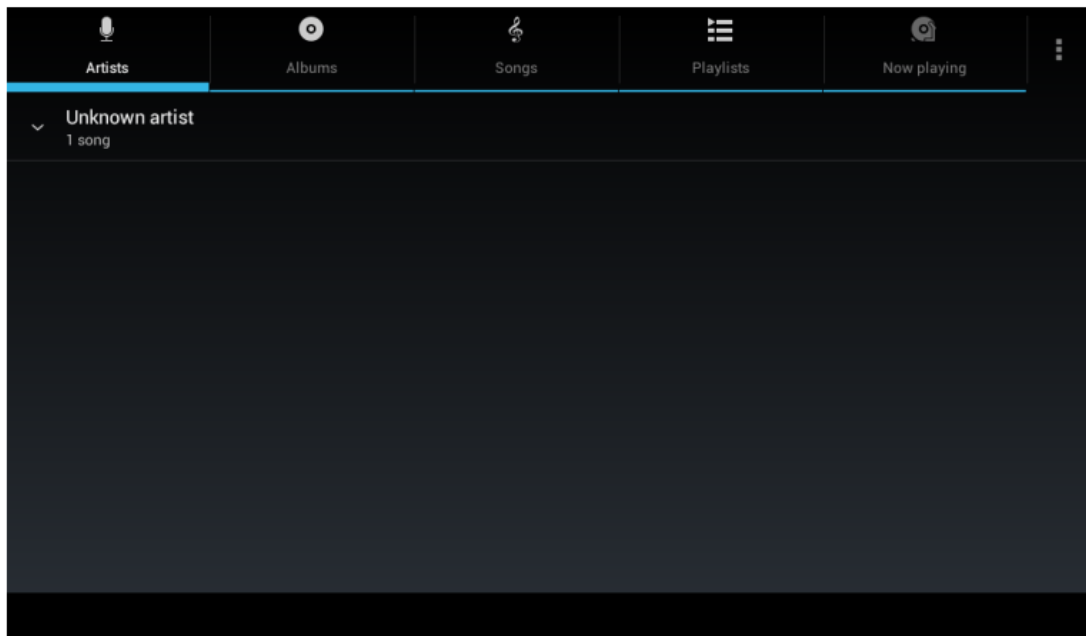 Artists
Albums
Songs
Playlists
Now playing
Unknown artist
1 song